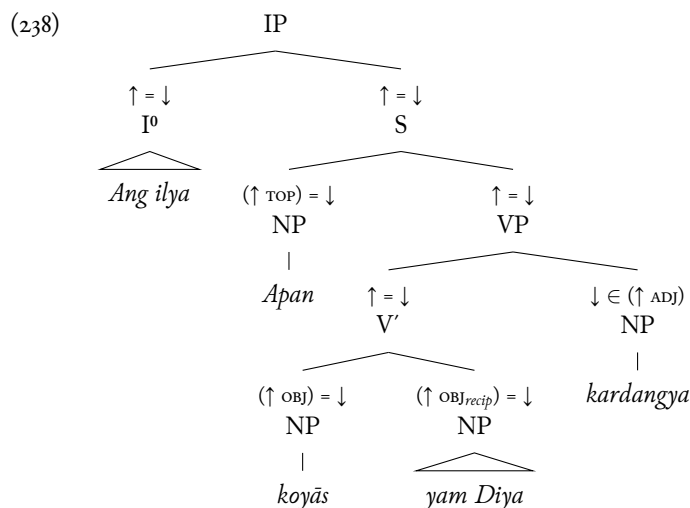 (238) IP
↑ = ↓ ↑ = ↓
I⁰ S
Ang ilya (↑ TOP) = ↓ ↑ = ↓
NP VP
Apan ↑ = ↓ ↓ ∈ (↑ ADJ)
V′ NP
(↑ OBJ) = ↓ (↑ OBJrecip) = ↓ kardangya
NP NP
koyās yam Diya